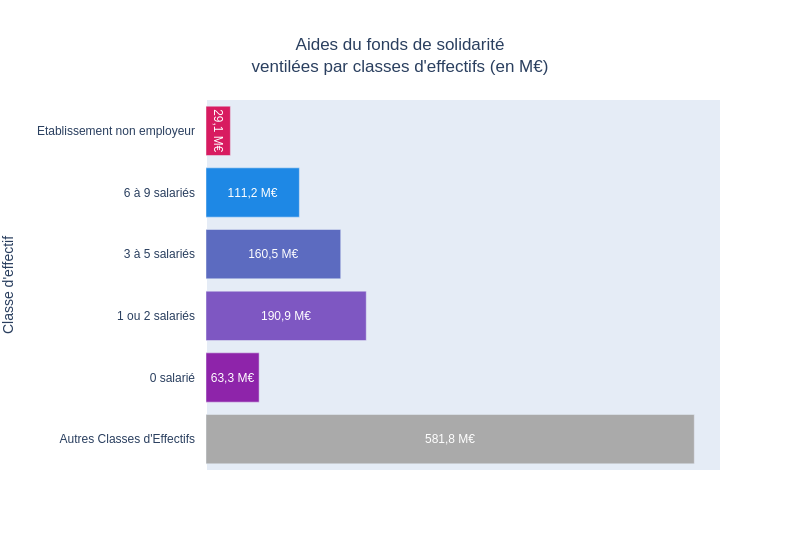 Aides du fonds de solidarité
ventilées par classes d'effectifs (en M€)
Classe d'effectif
Etablissement non employeur
29,1 M€
6 à 9 salariés
111,2 M€
3 à 5 salariés
160,5 M€
1 ou 2 salariés
190,9 M€
0 salarié
63,3 M€
Autres Classes d'Effectifs
581,8 M€